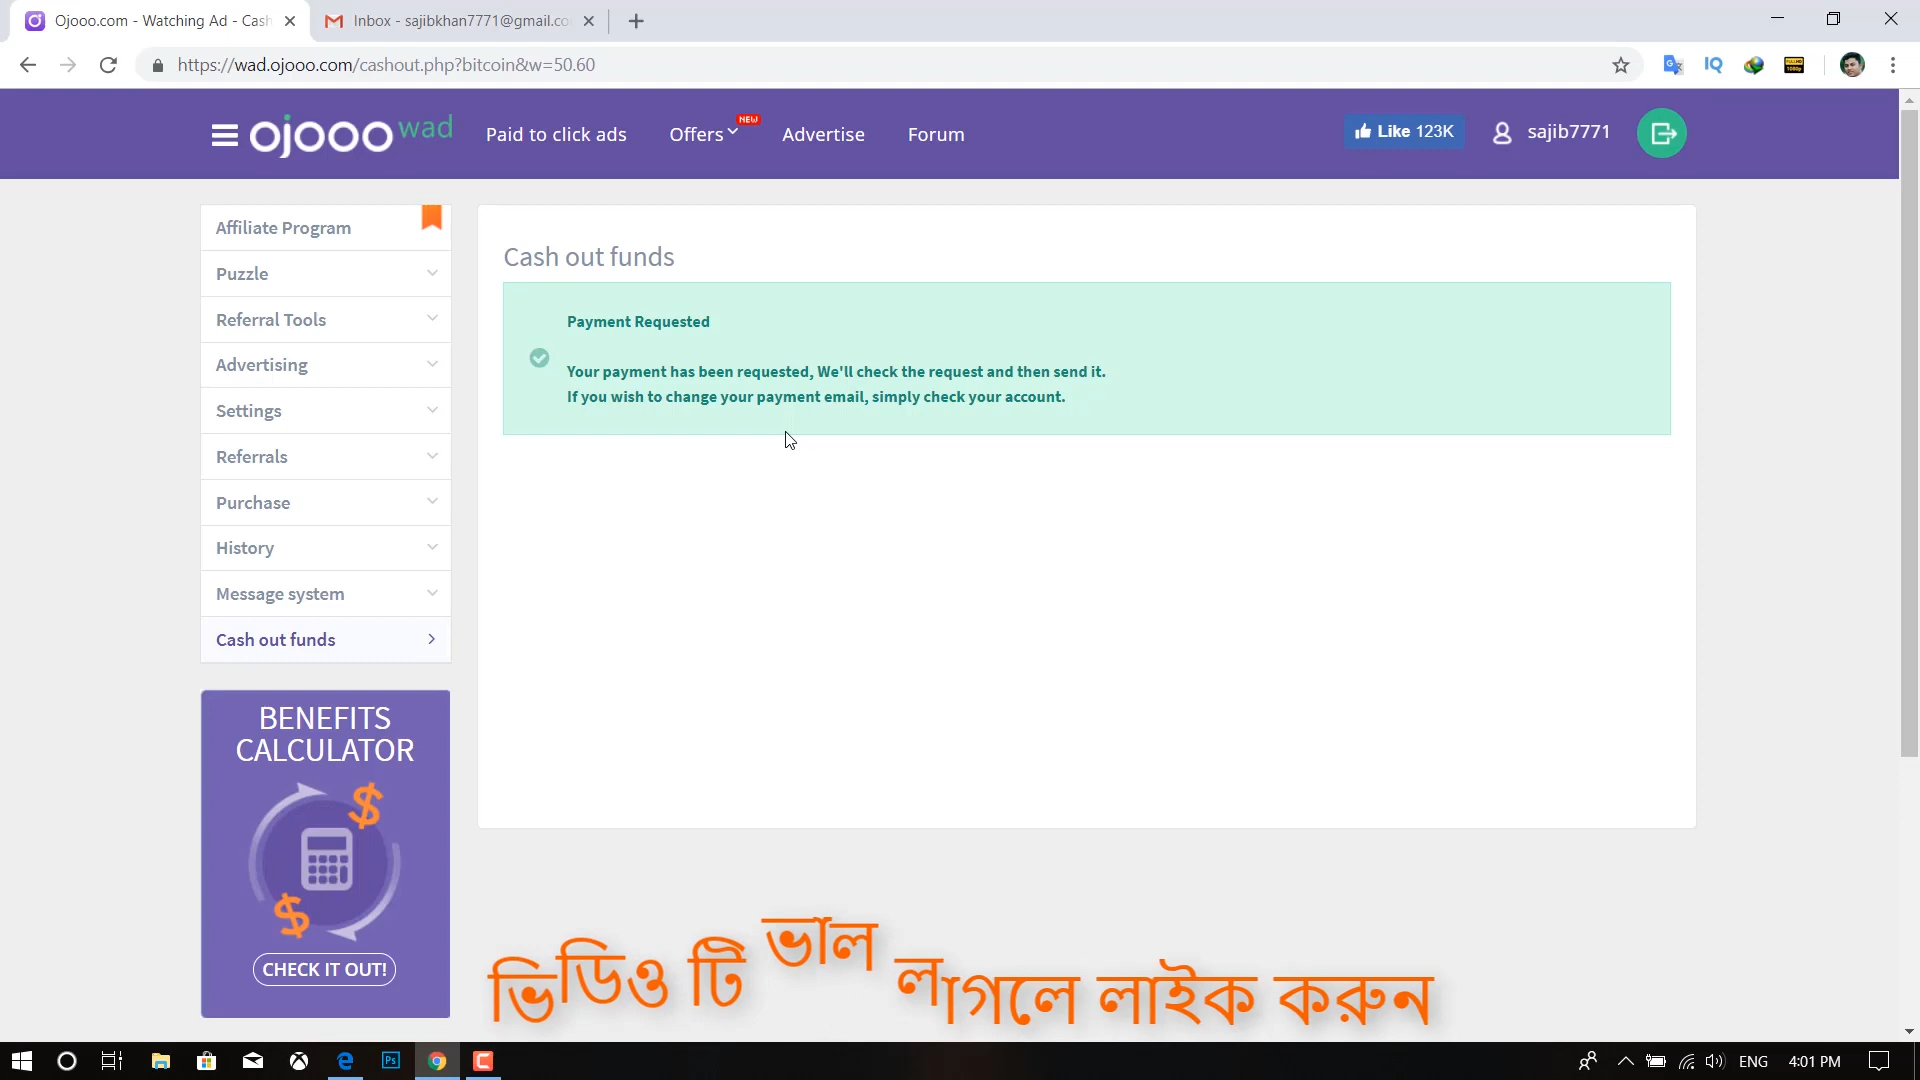 Ojooo.com - Watching Ad - Cash
Inbox - sajibkhan7771@gmail.co
https://wad.ojooo.com/cashout.php?bitcoin&w=50.60
IQ
ojooo wad
Paid to click ads
Offers
NEW
Advertise
Forum
Like 123K
sajib7771
Affiliate Program
Puzzle
Referral Tools
Advertising
Settings
Referrals
Purchase
History
Message system
Cash out funds
Cash out funds
Payment Requested
Your payment has been requested, We'll check the request and then send it.
If you wish to change your payment email, simply check your account.
BENEFITS
CALCULATOR
$
$
CHECK IT OUT!
ভিডিও টি ভাল লাগলে লাইক করুন
Ps
ENG
4:01 PM